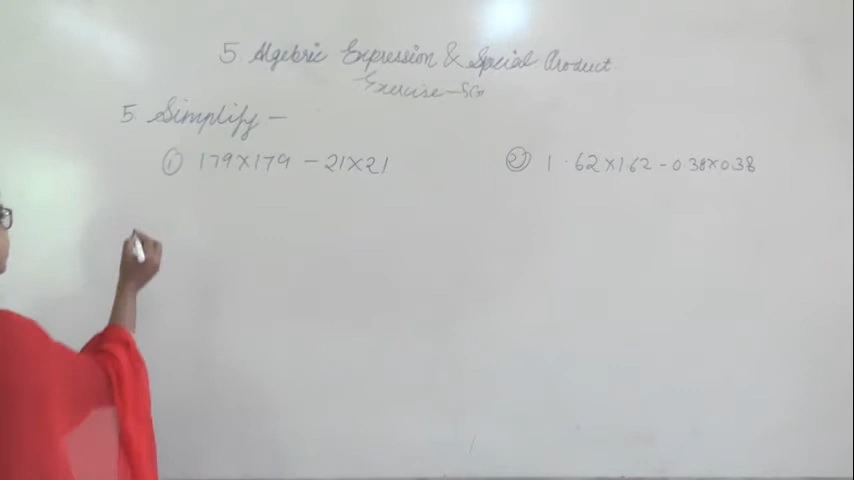 5 Algebric Expression & Special Product
Exercise-5G
5. Simplify -
① 179×179 - 21×21
② 1.62×1.62 - 0.38×0.38